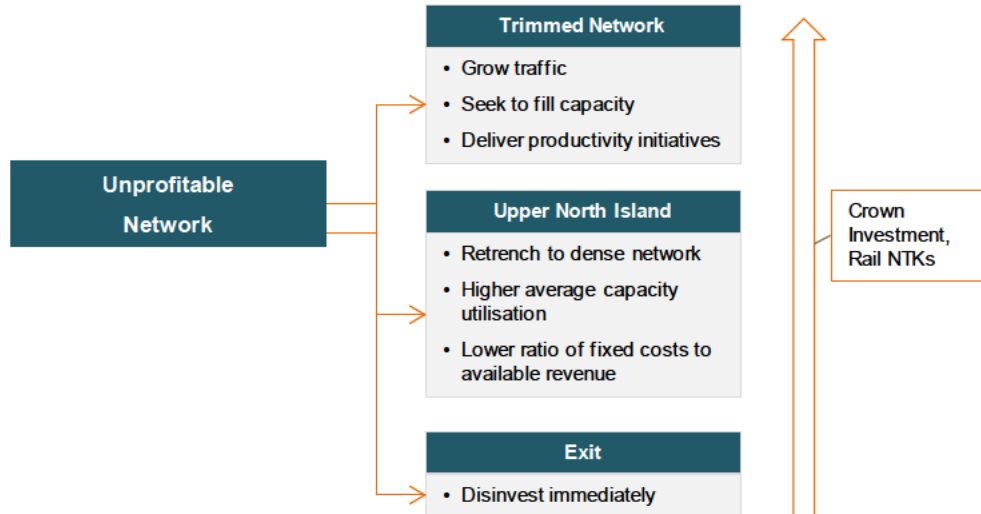 Trimmed Network
• Grow traffic
• Seek to fill capacity
• Deliver productivity initiatives
Unprofitable
Network
Upper North Island
• Retrench to dense network
• Higher average capacity
utilisation
• Lower ratio of fixed costs to
available revenue
Crown
Investment,
Rail NTKs
Exit
• Disinvest immediately